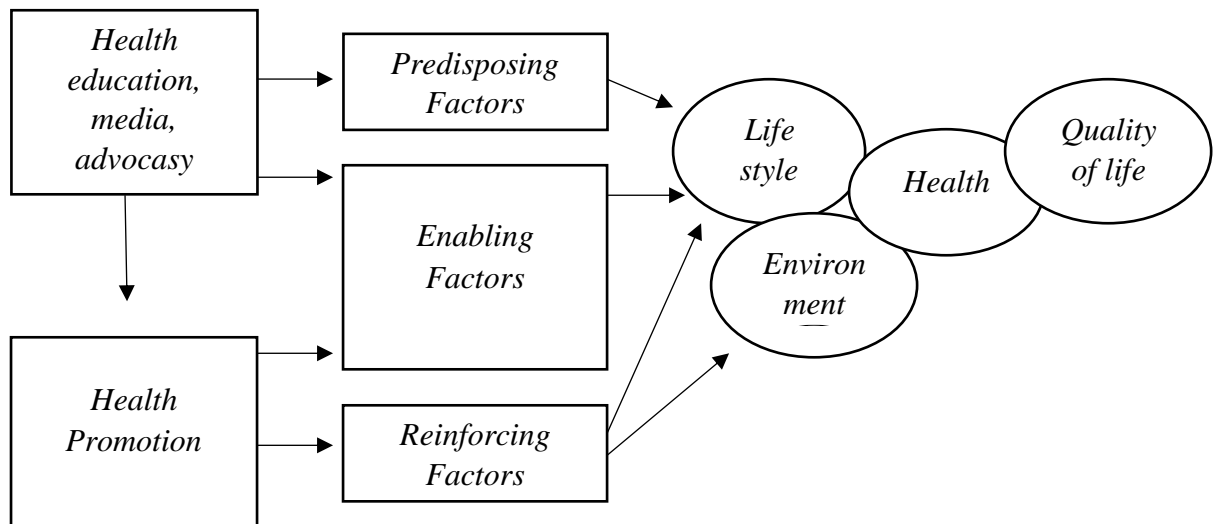 Health
education,
media,
advocasy
Predisposing
Factors
Enabling
Factors
Health
Promotion
Reinforcing
Factors
Life
style
Environ
ment
Health
Quality
of life